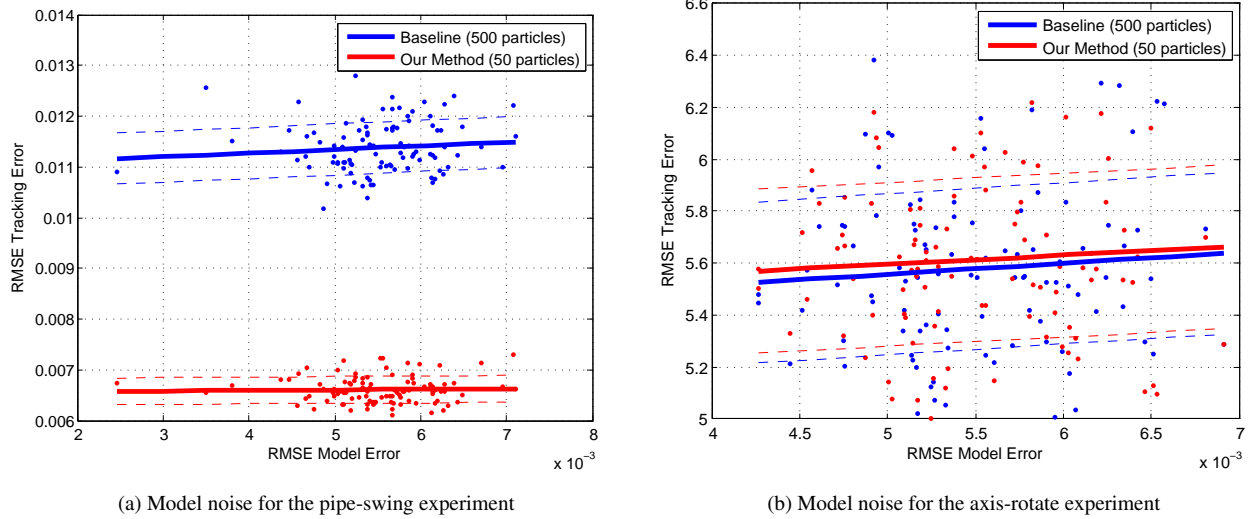 0.014
0.013
0.012
0.011
0.01
0.009
0.008
0.007
0.006
RMSE Tracking Error
Baseline (500 particles)
Our Method (50 particles)
2 3 4 5 6 7 8
RMSE Model Error
x 10⁻³
(a) Model noise for the pipe-swing experiment
6.6
6.4
6.2
6
5.8
5.6
5.4
5.2
5
RMSE Tracking Error
Baseline (500 particles)
Our Method (50 particles)
4 4.5 5 5.5 6 6.5 7
RMSE Model Error
x 10⁻³
(b) Model noise for the axis-rotate experiment